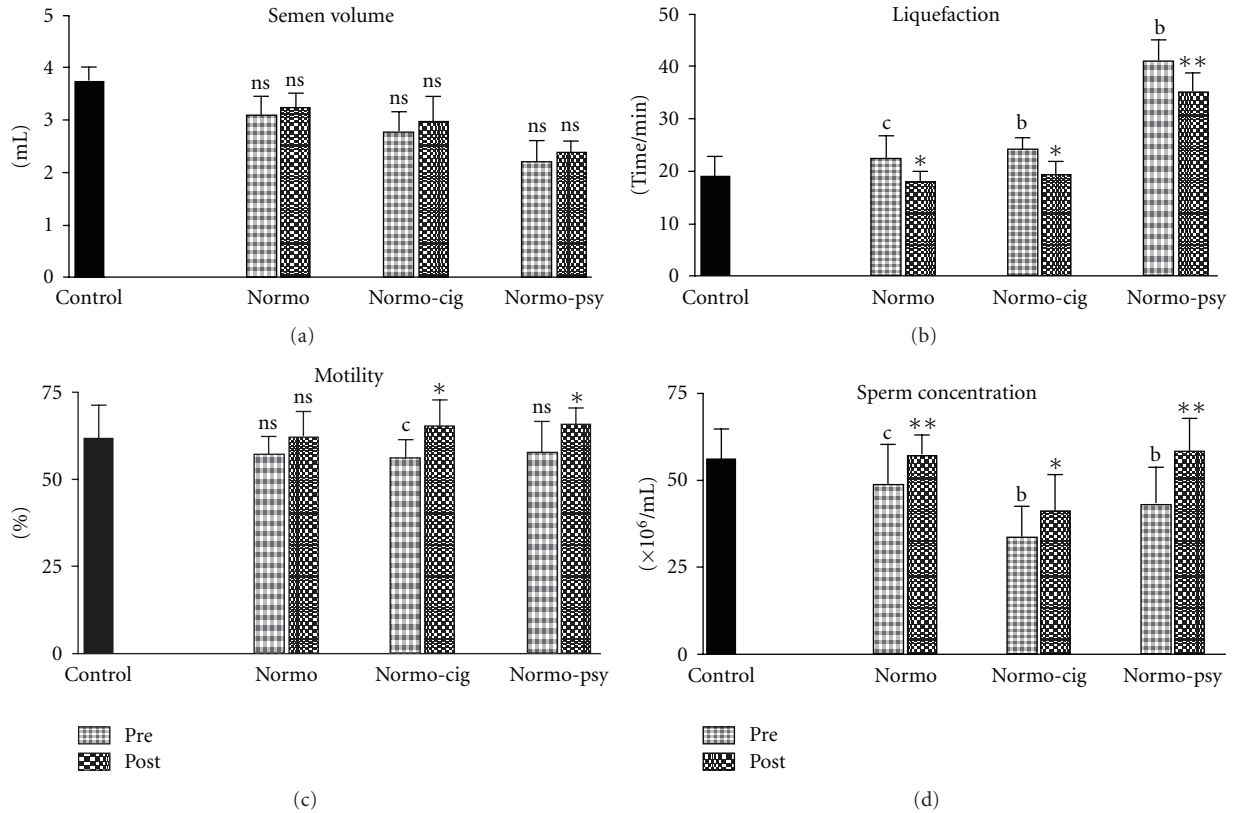 Semen volume
5
4
3
2
1
0
(mL)
ns
ns
ns
ns
ns
ns
Control
Normo
Normo-cig
Normo-psy
(a)
Liquefaction
50
40
30
20
10
0
(Time/min)
c
*
b
*
b
**
Control
Normo
Normo-cig
Normo-psy
(b)
Motility
75
50
25
0
(%)
ns
ns
c
*
ns
*
Control
Normo
Normo-cig
Normo-psy
Pre
Post
(c)
Sperm concentration
75
50
25
0
(×10⁶/mL)
c
**
b
*
b
**
Control
Normo
Normo-cig
Normo-psy
Pre
Post
(d)